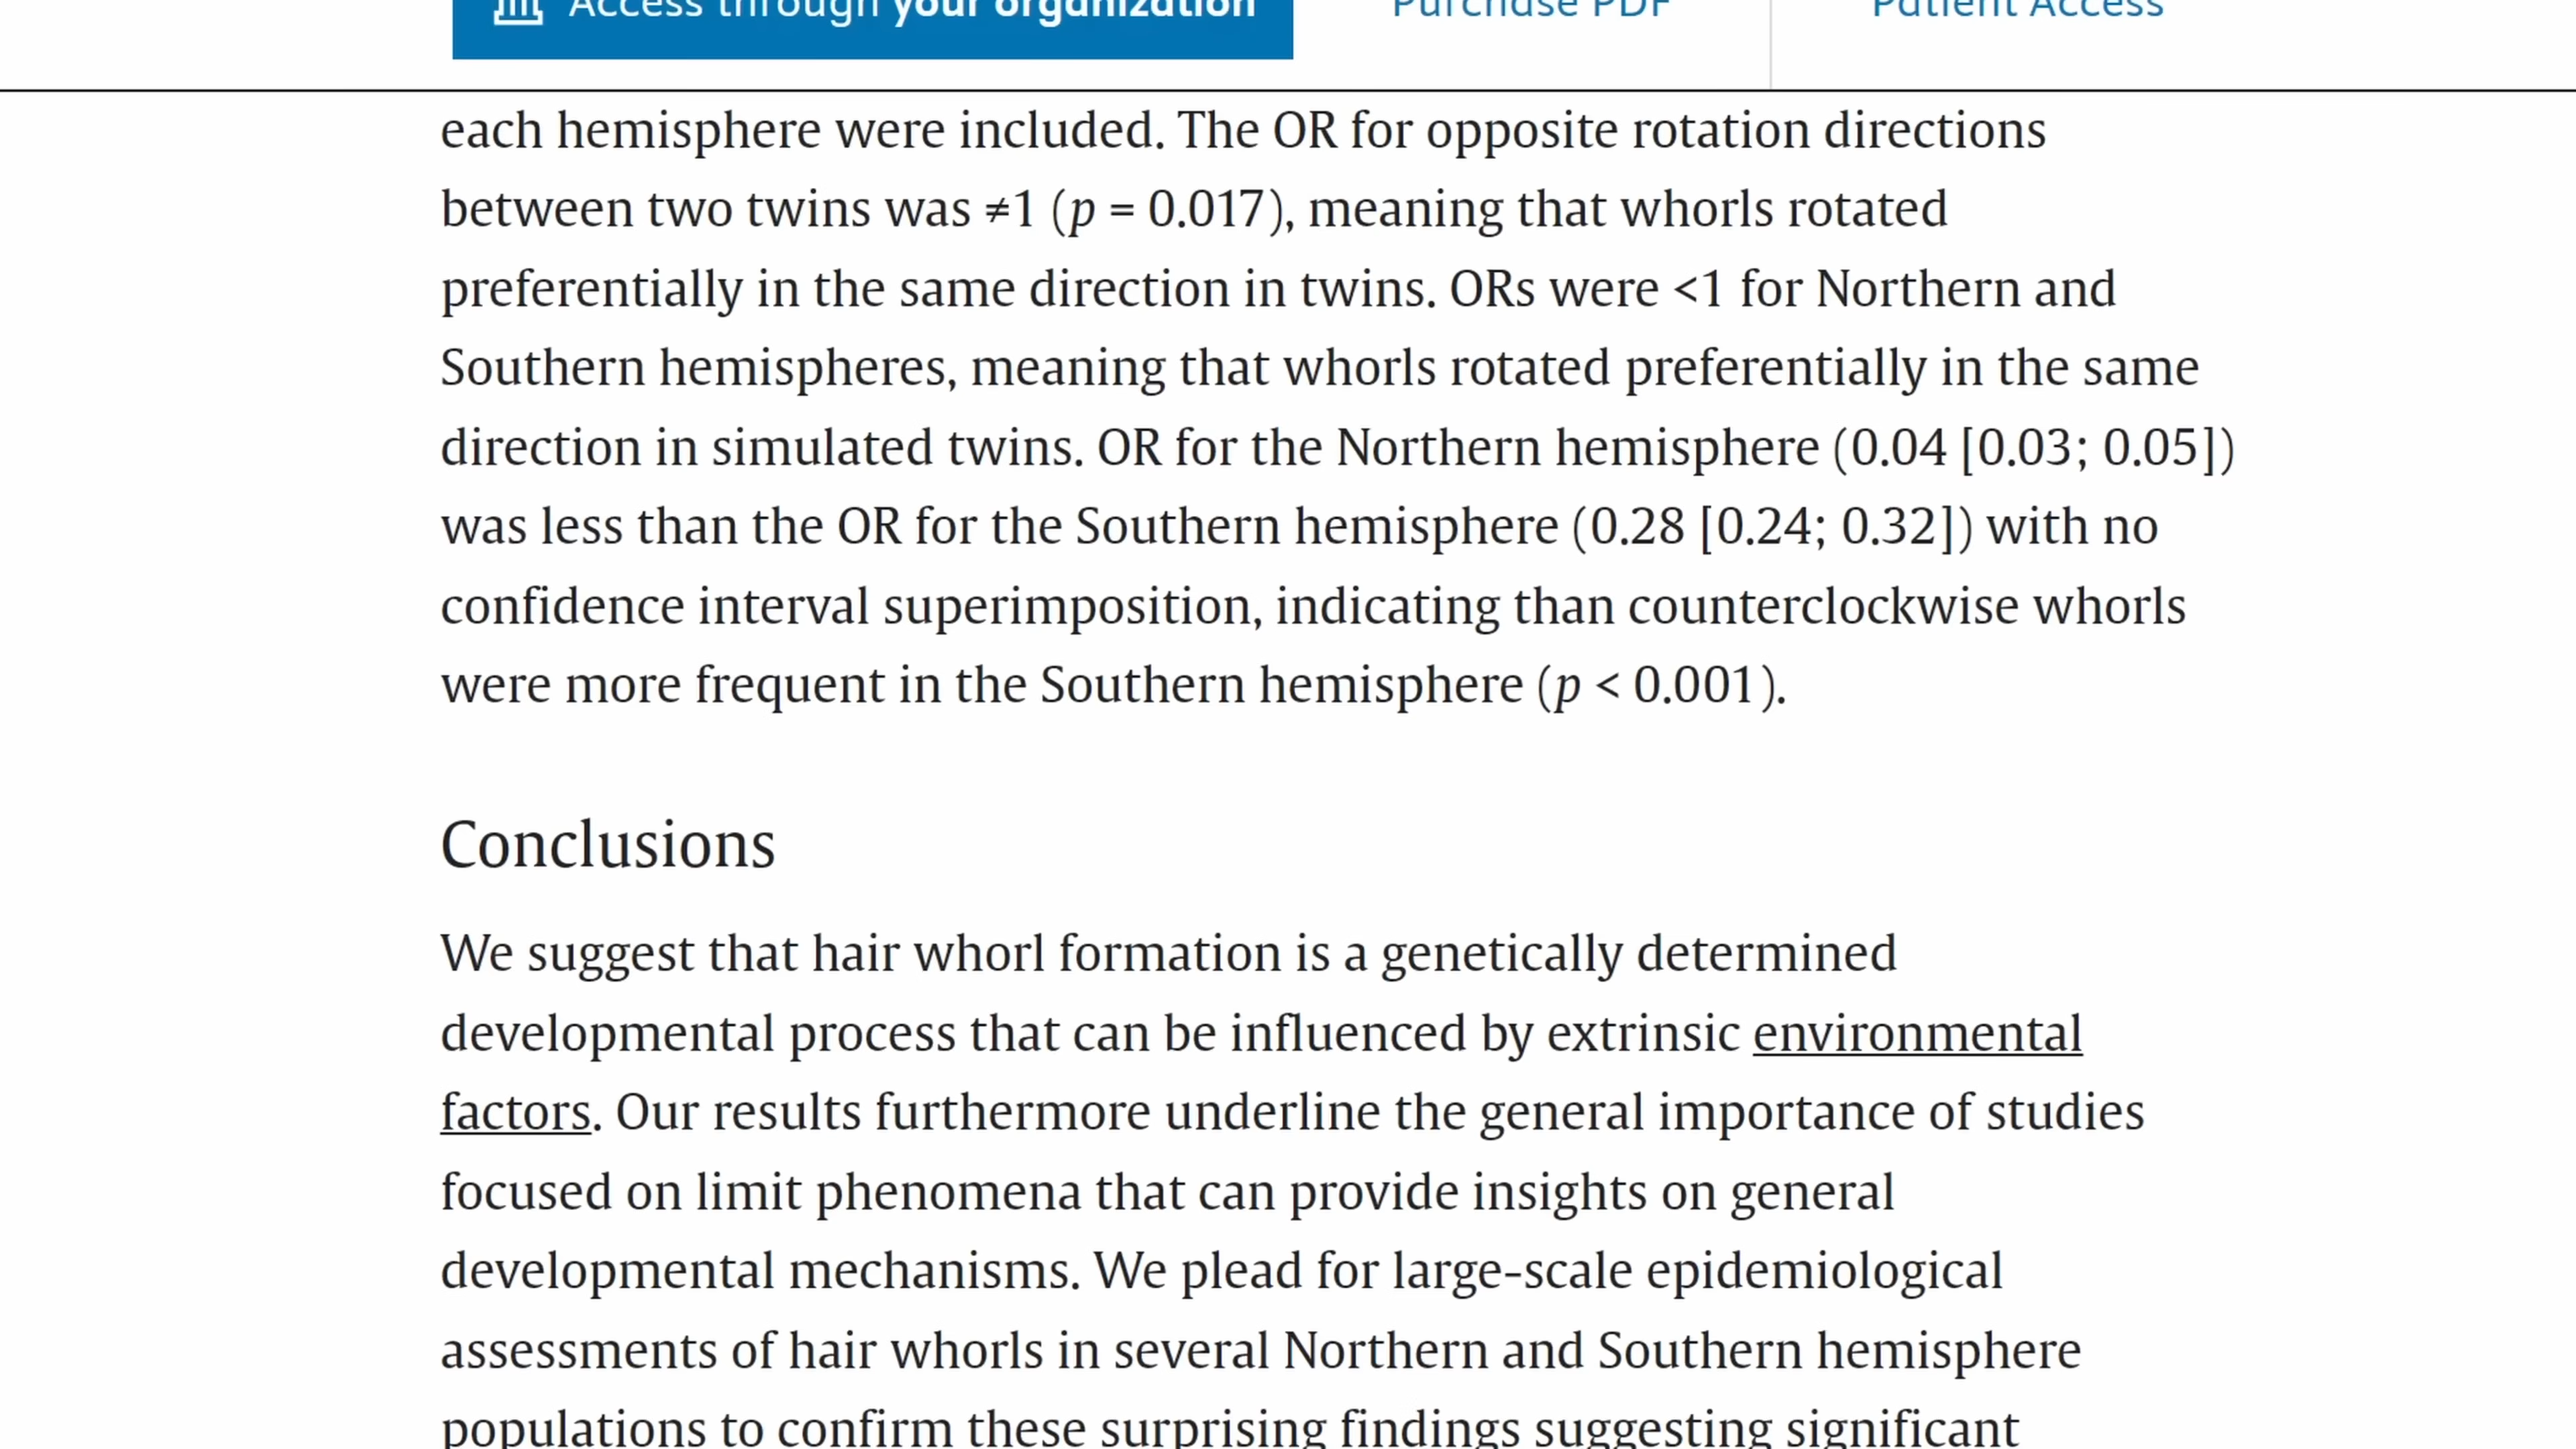 Access through your organization
Purchase PDF
Patient Access
each hemisphere were included. The OR for opposite rotation directions
between two twins was ≠1 (p = 0.017), meaning that whorls rotated
preferentially in the same direction in twins. ORs were <1 for Northern and
Southern hemispheres, meaning that whorls rotated preferentially in the same
direction in simulated twins. OR for the Northern hemisphere (0.04 [0.03; 0.05])
was less than the OR for the Southern hemisphere (0.28 [0.24; 0.32]) with no
confidence interval superimposition, indicating than counterclockwise whorls
were more frequent in the Southern hemisphere (p < 0.001).
Conclusions
We suggest that hair whorl formation is a genetically determined
developmental process that can be influenced by extrinsic environmental
factors. Our results furthermore underline the general importance of studies
focused on limit phenomena that can provide insights on general
developmental mechanisms. We plead for large-scale epidemiological
assessments of hair whorls in several Northern and Southern hemisphere
populations to confirm these surprising findings suggesting significant